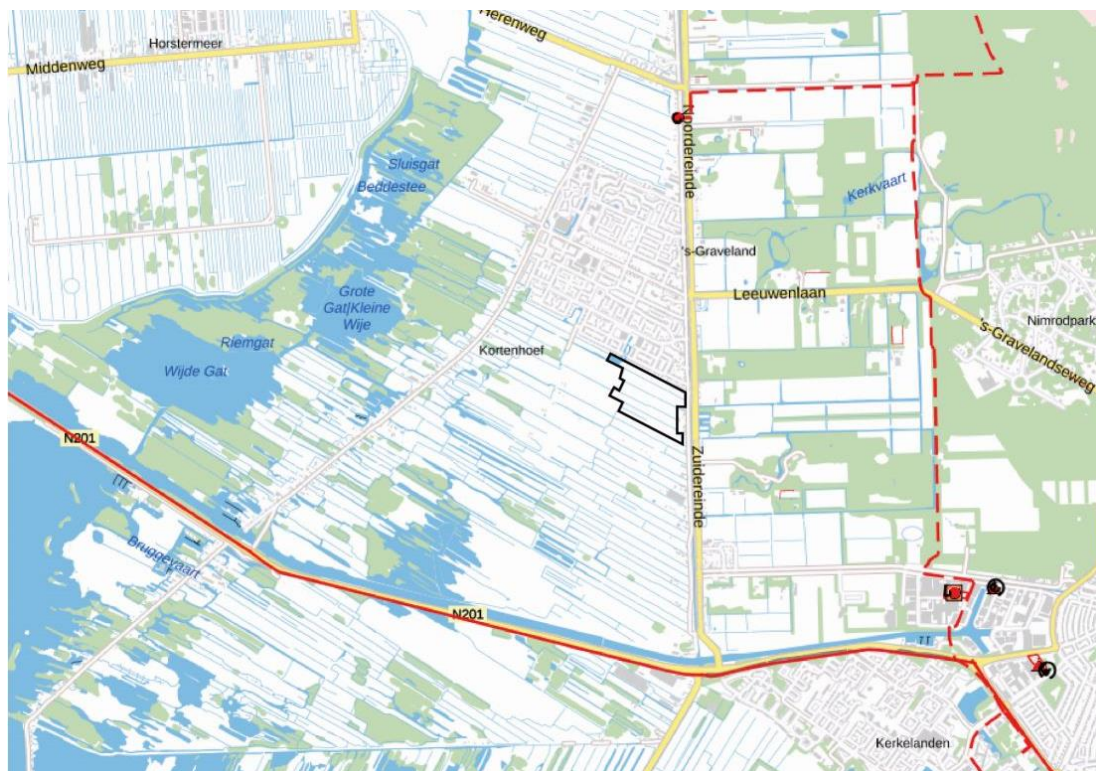 Herenweg
Horstermeer
Middenweg
Noordereinde
Sluisgat
Beddestee
Kerkvaart
's-Graveland
Leeuwenlaan
Grote
Gat|Kleine
Wije
Nimrodpark
's-Gravelandseweg
Riemgat
Kortenhoef
Wijde Gat
N201
Zuidereinde
Bruggevaart
N201
Kerkelanden